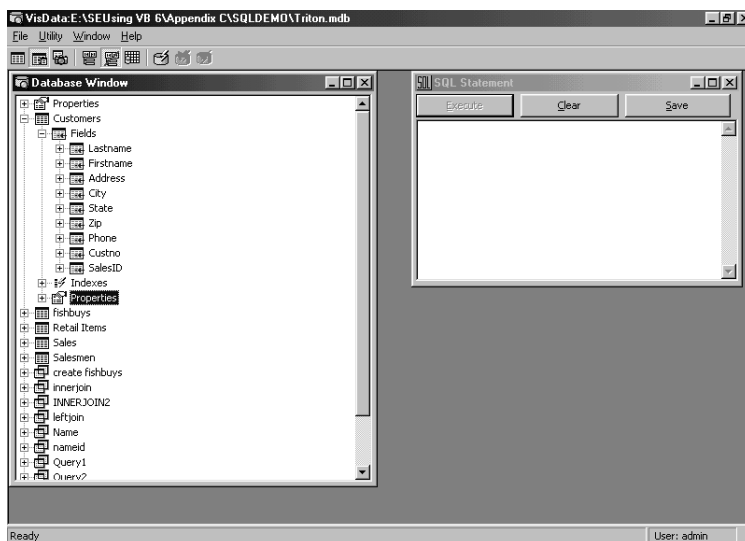 VisData:E:\SEUsing VB 6\Appendix C\SQLDEMO\Triton.mdb
File Utility Window Help
Database Window
Properties
Customers
Fields
Lastname
Firstname
Address
City
State
Zip
Phone
Custno
SalesID
Indexes
Properties
fishbuys
Retail Items
Sales
Salesmen
create fishbuys
innerjoin
INNERJOIN2
leftjoin
Name
nameid
Query1
Query2
SQL Statement
Execute Clear Save
Ready User: admin